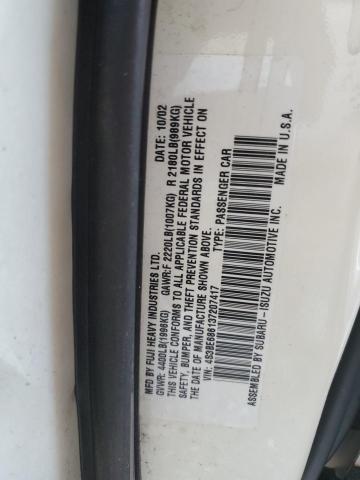 MFD BY FUJI HEAVY INDUSTRIES LTD. DATE: 10/02
GVWR: 4400LB(1996KG) GAWR:F 2220LB(1007KG) R 2180LB(989KG)
THIS VEHICLE CONFORMS TO ALL APPLICABLE FEDERAL MOTOR VEHICLE
SAFETY, BUMPER, AND THEFT PREVENTION STANDARDS IN EFFECT ON
THE DATE OF MANUFACTURE SHOWN ABOVE.
VIN: 4S3BE686137207417 TYPE: PASSENGER CAR
ASSEMBLED BY SUBARU-ISUZU AUTOMOTIVE INC. MADE IN U.S.A.